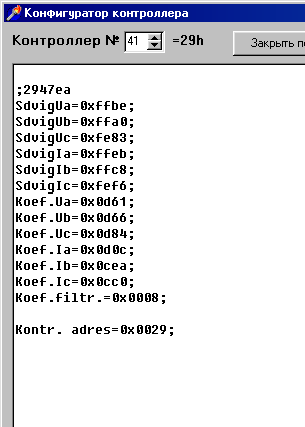 Конфигуратор контроллера
Контроллер № 41 =29h
Закрыть по
;2947ea
SdvigUa=0xffbe;
SdvigUb=0xffa0;
SdvigUc=0xfe83;
SdvigIa=0xffeb;
SdvigIb=0xffc8;
SdvigIc=0xfef6;
Koef.Ua=0x0d61;
Koef.Ub=0x0d66;
Koef.Uc=0x0d84;
Koef.Ia=0x0d0c;
Koef.Ib=0x0cea;
Koef.Ic=0x0cc0;
Koef.filtr.=0x0008;
Kontr. adres=0x0029;